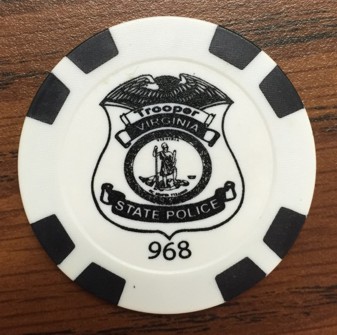 Trooper
VIRGINIA
STATE POLICE
968